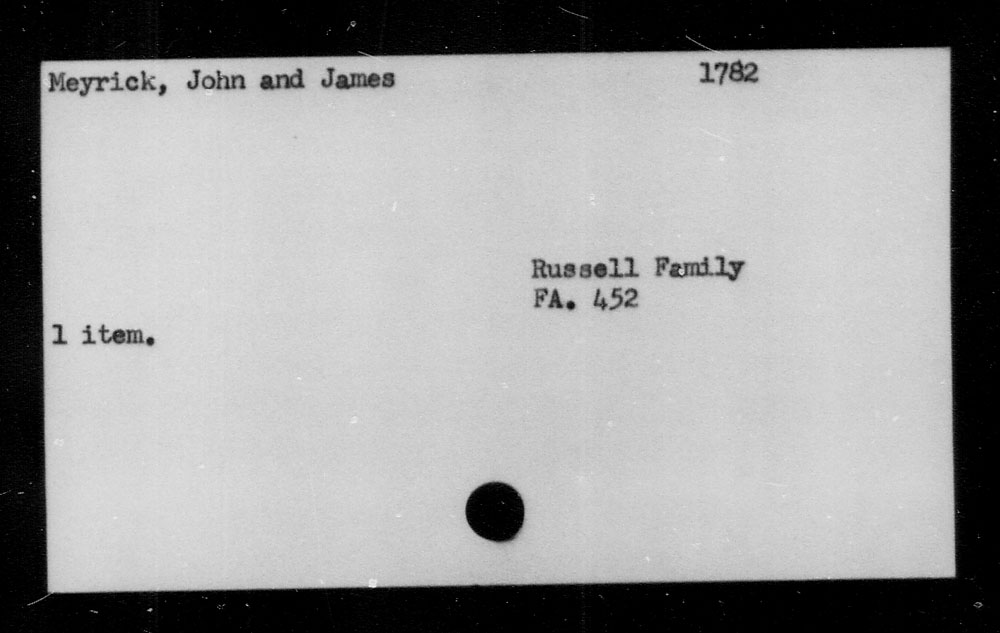 Meyrick, John and James 1782
Russell Family
FA. 452
1 item.